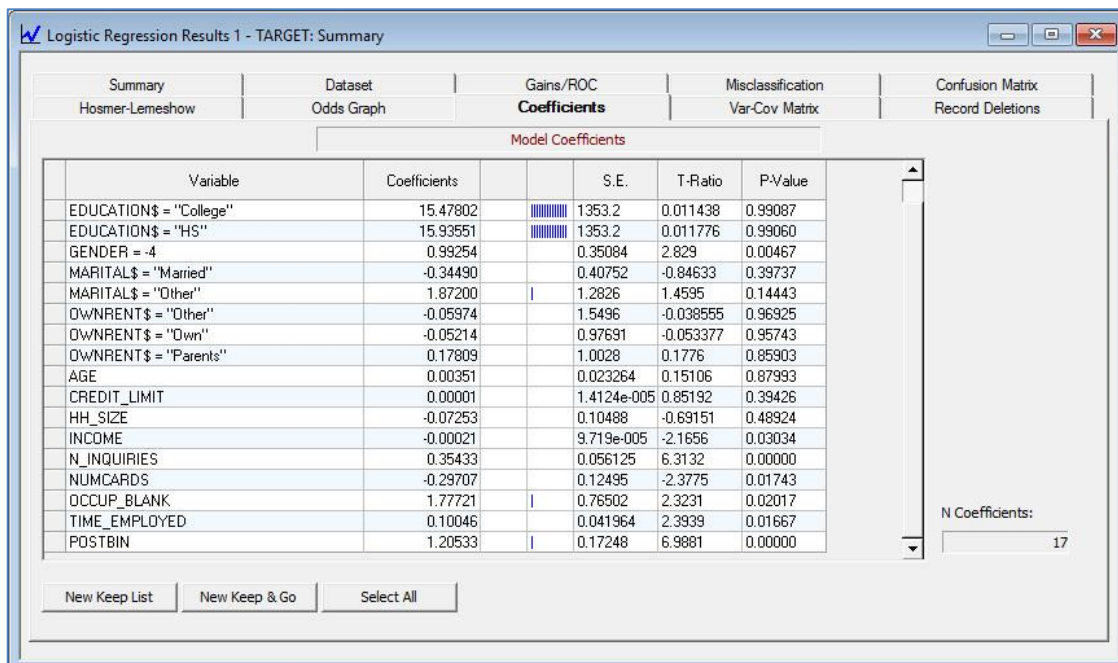 Logistic Regression Results 1 - TARGET: Summary
Summary Dataset Gains/ROC Misclassification Confusion Matrix
Hosmer-Lemeshow Odds Graph Coefficients Var-Cov Matrix Record Deletions
Model Coefficients
Variable Coefficients S.E. T-Ratio P-Value
EDUCATION$ = "College" 15.47802 1353.2 0.011438 0.99087
EDUCATION$ = "HS" 15.93551 1353.2 0.011776 0.99060
GENDER = -4 0.99254 0.35084 2.829 0.00467
MARITAL$ = "Married" -0.34490 0.40752 -0.84633 0.39737
MARITAL$ = "Other" 1.87200 1.2826 1.4595 0.14443
OWNRENT$ = "Other" -0.05974 1.5496 -0.038555 0.96925
OWNRENT$ = "Own" -0.05214 0.97691 -0.053377 0.95743
OWNRENT$ = "Parents" 0.17809 1.0028 0.1776 0.85903
AGE 0.00351 0.023264 0.15106 0.87993
CREDIT_LIMIT 0.00001 1.4124e-005 0.85192 0.39426
HH_SIZE -0.07253 0.10488 -0.69151 0.48924
INCOME -0.00021 9.719e-005 -2.1656 0.03034
N_INQUIRIES 0.35433 0.056125 6.3132 0.00000
NUMCARDS -0.29707 0.12495 -2.3775 0.01743
OCCUP_BLANK 1.77721 0.76502 2.3231 0.02017
TIME_EMPLOYED 0.10046 0.041964 2.3939 0.01667
POSTBIN 1.20533 0.17248 6.9881 0.00000
N Coefficients:
17
New Keep List New Keep & Go Select All